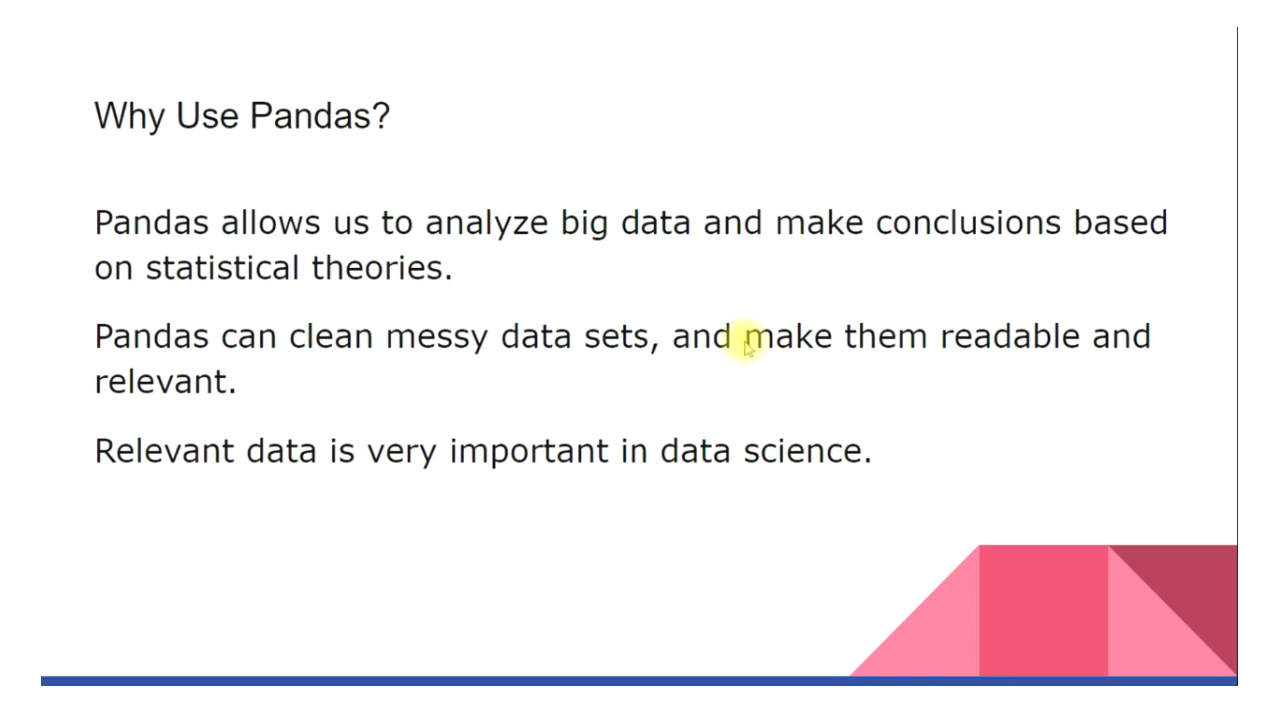 Why Use Pandas?
Pandas allows us to analyze big data and make conclusions based
on statistical theories.
Pandas can clean messy data sets, and make them readable and
relevant.
Relevant data is very important in data science.